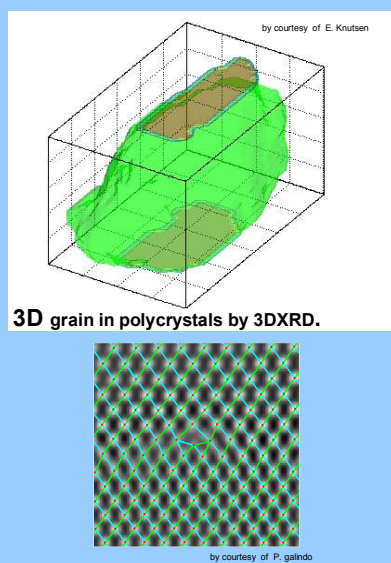 by courtesy of E. Knutsen
3D grain in polycrystals by 3DXRD.
by courtesy of P. galindo